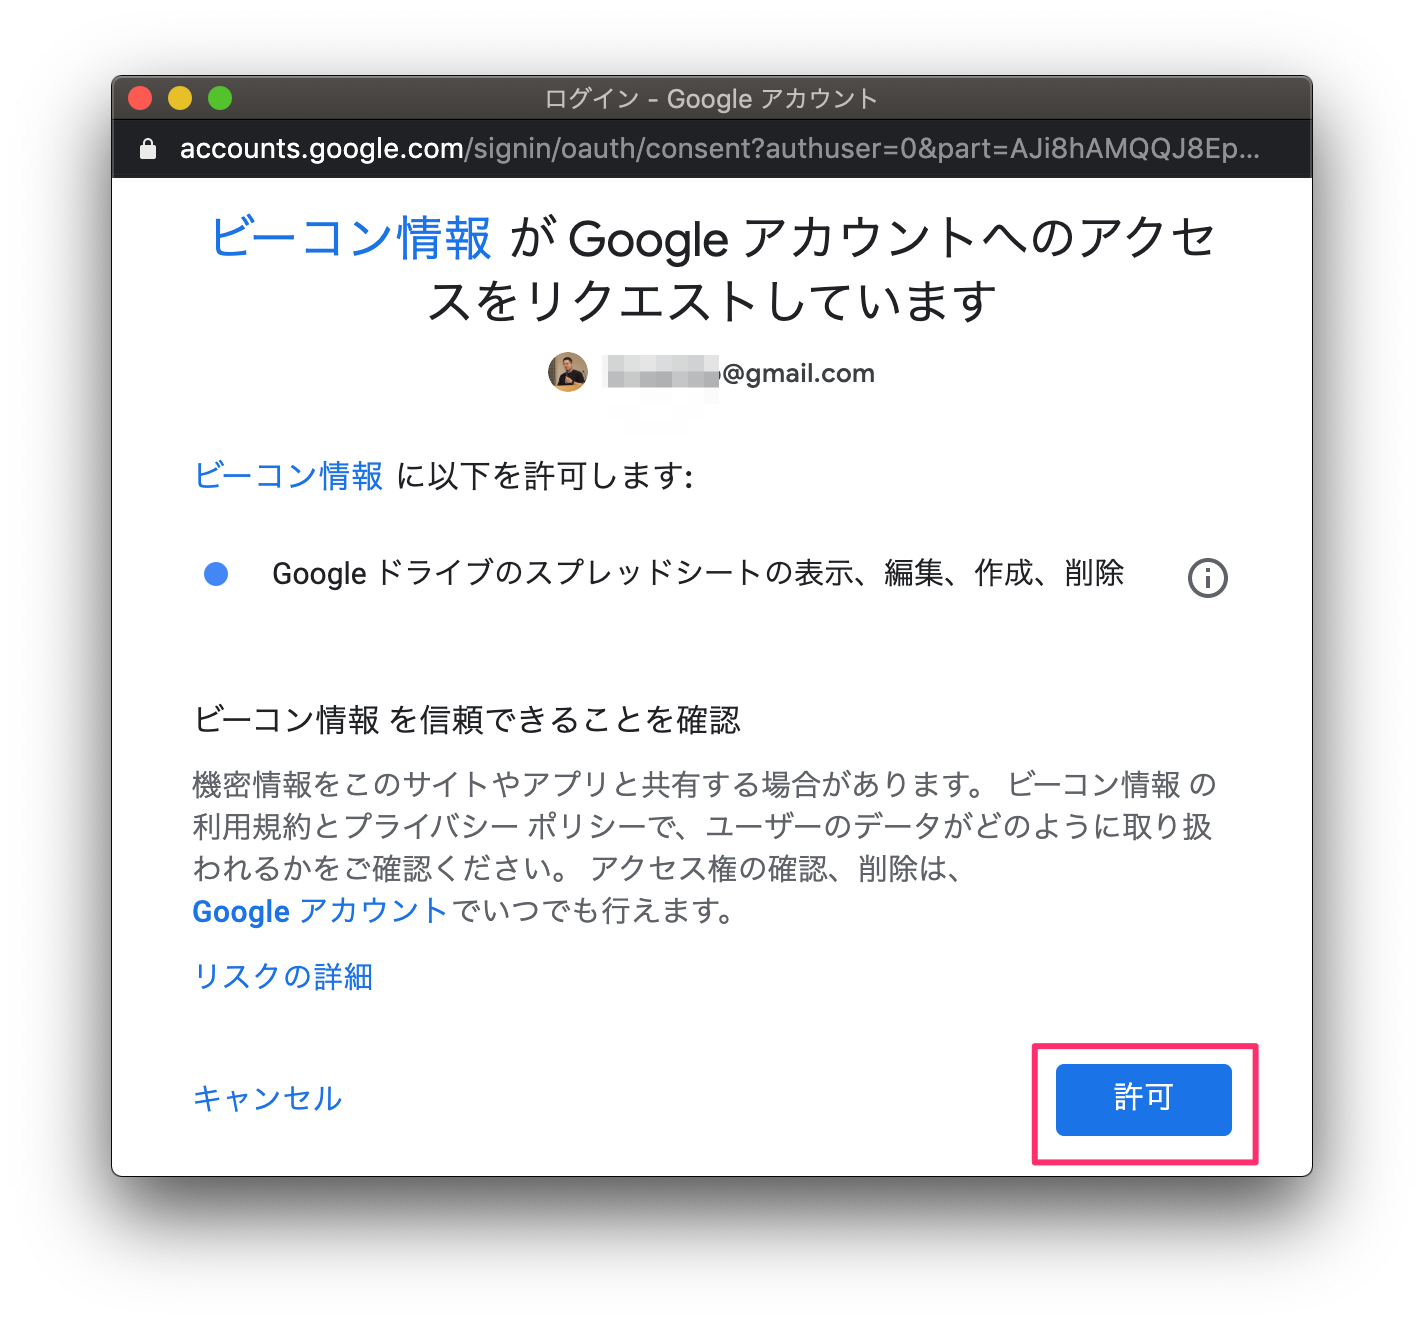 ログイン - Google アカウント
accounts.google.com/signin/oauth/consent?authuser=0&part=AJi8hAMQQJ8Ep...
ビーコン情報 が Google アカウントへのアクセ
スをリクエストしています
@gmail.com
ビーコン情報 に以下を許可します:
Google ドライブのスプレッドシートの表示、編集、作成、削除
ビーコン情報 を信頼できることを確認
機密情報をこのサイトやアプリと共有する場合があります。 ビーコン情報 の
利用規約とプライバシー ポリシーで、ユーザーのデータがどのように取り扱
われるかをご確認ください。 アクセス権の確認、削除は、
Google アカウントでいつでも行えます。
リスクの詳細
キャンセル
許可